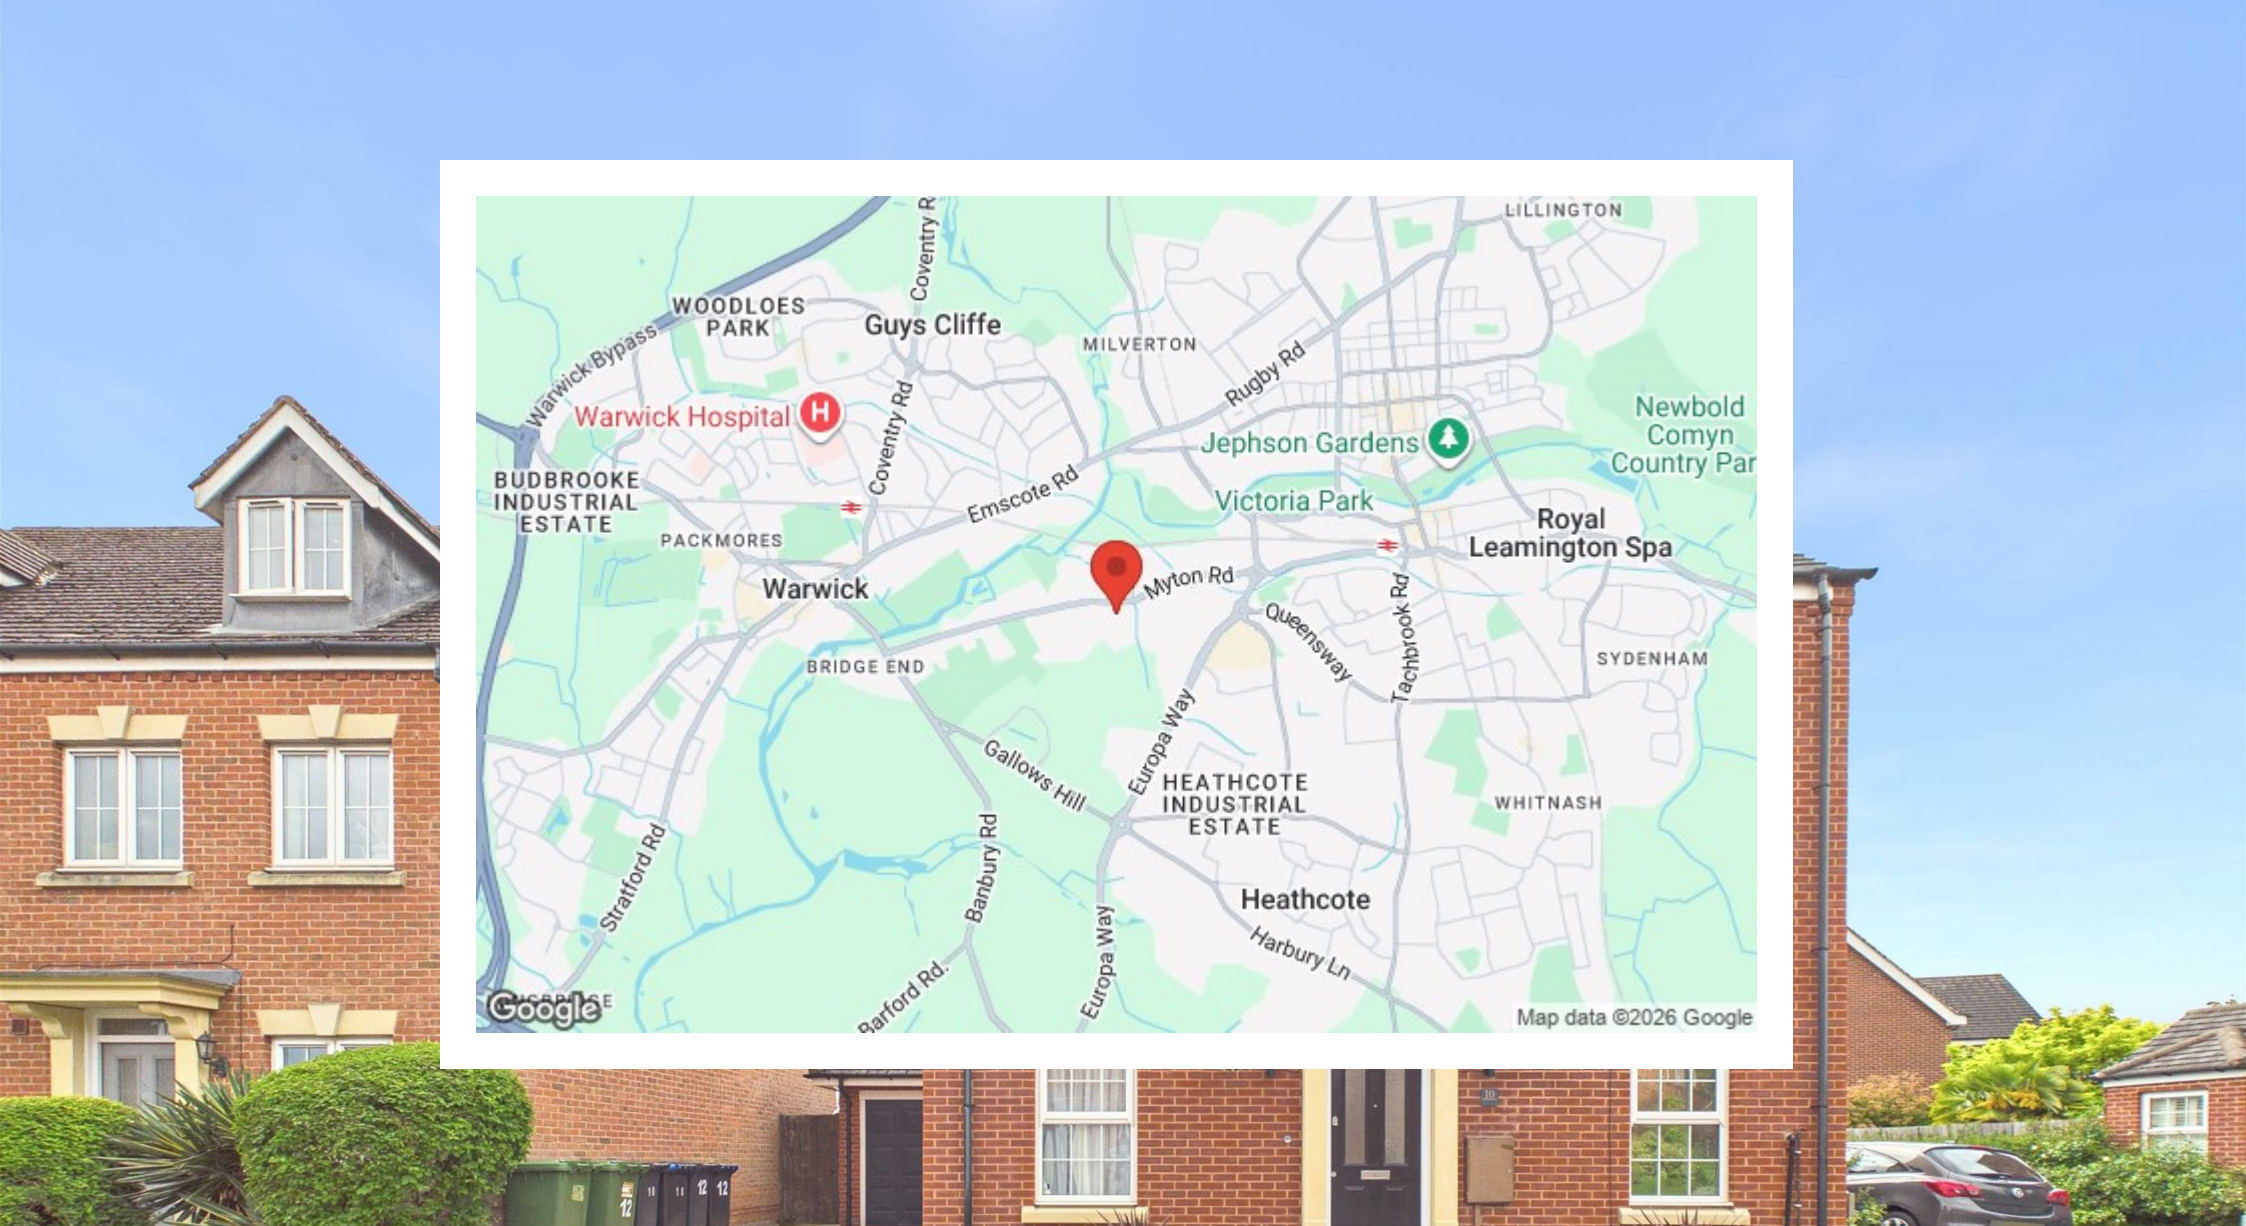 LILLINGTON
Coventry R
WOODLOES
PARK
Guys Cliffe
MILVERTON
Warwick Bypass
Rugby Rd
Warwick Hospital
H
Coventry Rd
Newbold
Comyn
Country Par
Jephson Gardens
BUDBROOKE
INDUSTRIAL
ESTATE
Emscote Rd
Victoria Park
PACKMORES
Royal
Leamington Spa
Warwick
Myton Rd
Queensway
Tachbrook Rd
BRIDGE END
SYDENHAM
Gallows Hill
Europa Way
HEATHCOTE
INDUSTRIAL
ESTATE
WHITNASH
Stratford Rd
Banbury Rd
Heathcote
Harbury Ln
Europa Way
Barford Rd.
Google
Map data ©2026 Google
10
12
10
11
12
12